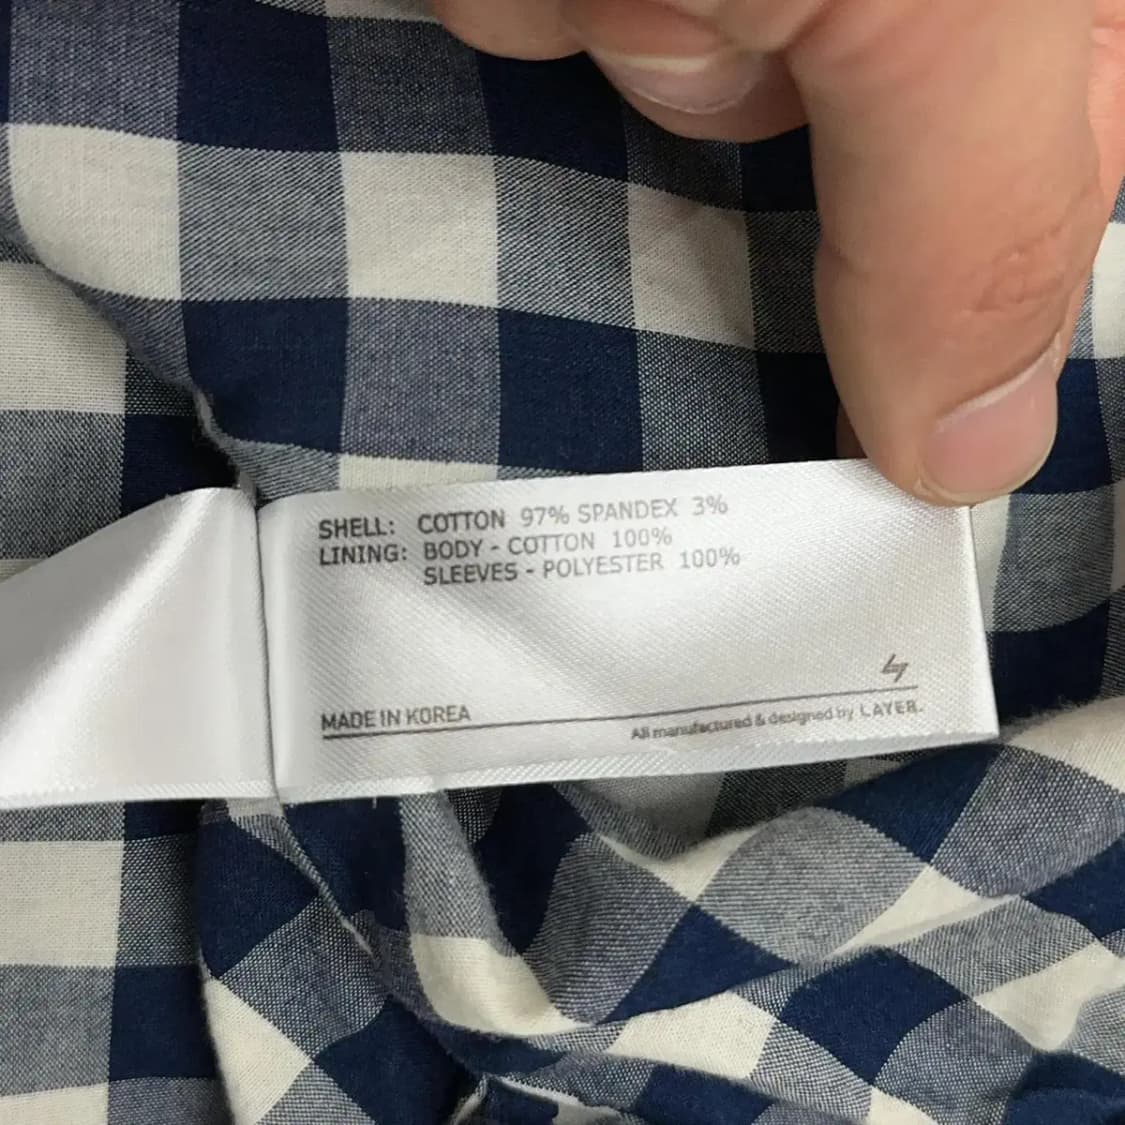 SHELL: COTTON 97% SPANDEX 3%
LINING: BODY - COTTON 100%
SLEEVES - POLYESTER 100%
MADE IN KOREA
All manufactured & designed by LAYER.